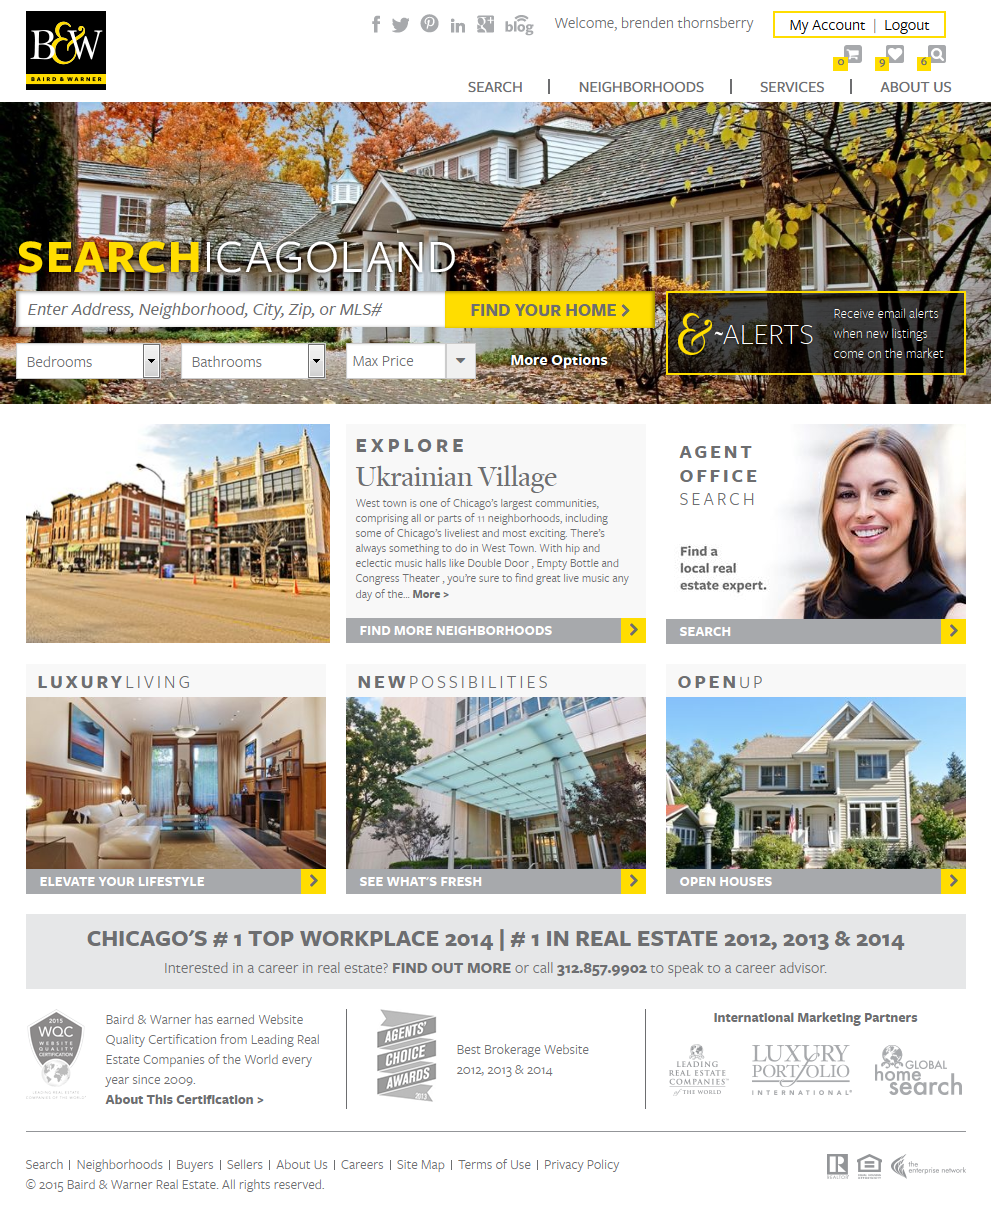 B&W
BAIRD & WARNER
blog
Welcome, brenden thornsberry
My Account | Logout
0 9 6
SEARCH | NEIGHBORHOODS | SERVICES | ABOUT US
SEARCHICAGOLAND
Enter Address, Neighborhood, City, Zip, or MLS#
FIND YOUR HOME >
Bedrooms
Bathrooms
Max Price
More Options
&~ALERTS
Receive email alerts
when new listings
come on the market
EXPLORE
Ukrainian Village
West town is one of Chicago's largest communities,
comprising all or parts of 11 neighborhoods, including
some of Chicago's liveliest and most exciting. There's
always something to do in West Town. With hip and
eclectic music halls like Double Door , Empty Bottle and
Congress Theater , you're sure to find great live music any
day of the... More >
FIND MORE NEIGHBORHOODS
AGENT
OFFICE
SEARCH
Find a
local real
estate expert.
SEARCH
LUXURYLIVING
ELEVATE YOUR LIFESTYLE
NEWPOSSIBILITIES
SEE WHAT'S FRESH
OPENUP
OPEN HOUSES
CHICAGO'S # 1 TOP WORKPLACE 2014 | # 1 IN REAL ESTATE 2012, 2013 & 2014
Interested in a career in real estate? FIND OUT MORE or call 312.857.9902 to speak to a career advisor.
2015
WQC
WEBSITE
QUALITY
CERTIFICATION
LEADING REAL ESTATE
COMPANIES OF THE WORLD
Baird & Warner has earned Website
Quality Certification from Leading Real
Estate Companies of the World every
year since 2009.
About This Certification >
AGENTS'
CHOICE
AWARDS
2013
Best Brokerage Website
2012, 2013 & 2014
International Marketing Partners
LEADING
REAL ESTATE
COMPANIES
of THE WORLD
LUXURY
PORTFOLIO
INTERNATIONAL
GLOBAL
home
search
Search | Neighborhoods | Buyers | Sellers | About Us | Careers | Site Map | Terms of Use | Privacy Policy
© 2015 Baird & Warner Real Estate. All rights reserved.
REALTOR
the
enterprise network